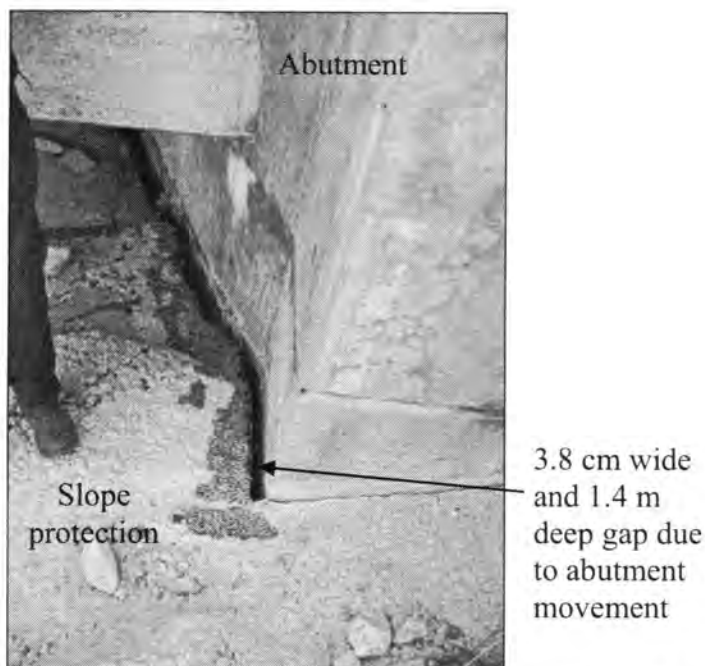 Abutment
Slope
protection
3.8 cm wide
and 1.4 m
deep gap due
to abutment
movement